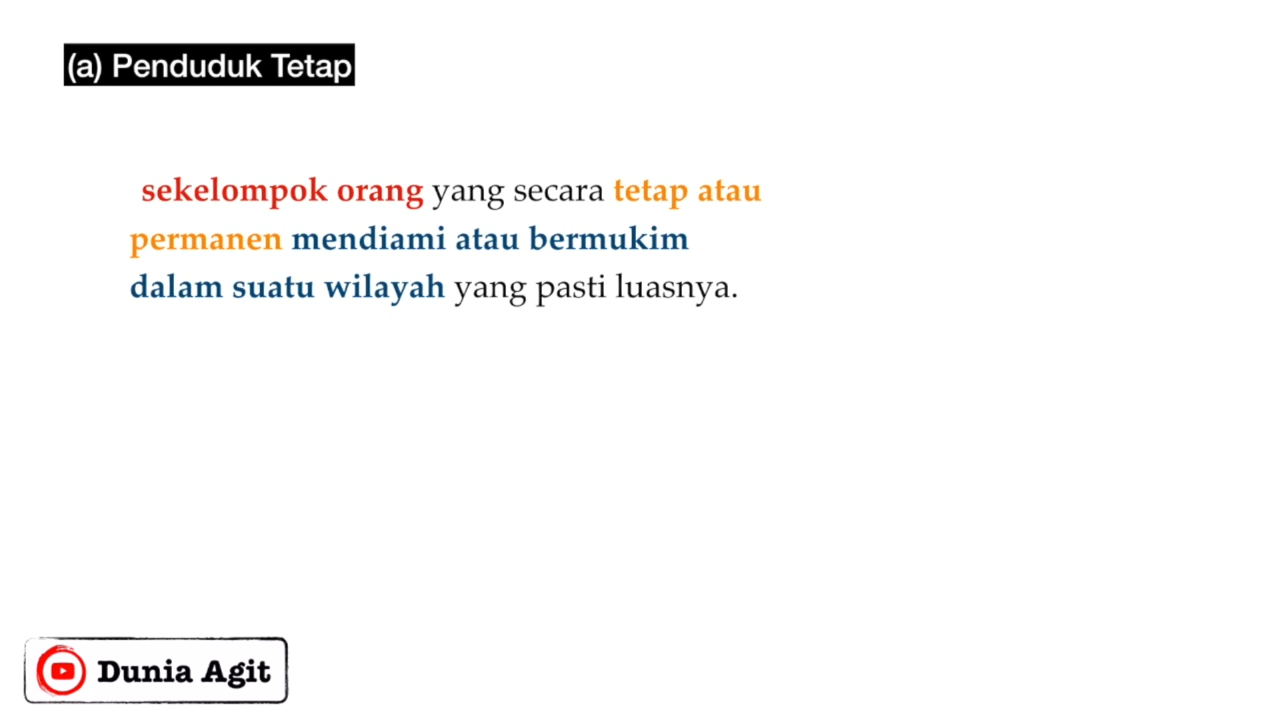 (a) Penduduk Tetap
sekelompok orang yang secara tetap atau
permanen mendiami atau bermukim
dalam suatu wilayah yang pasti luasnya.
Dunia Agit